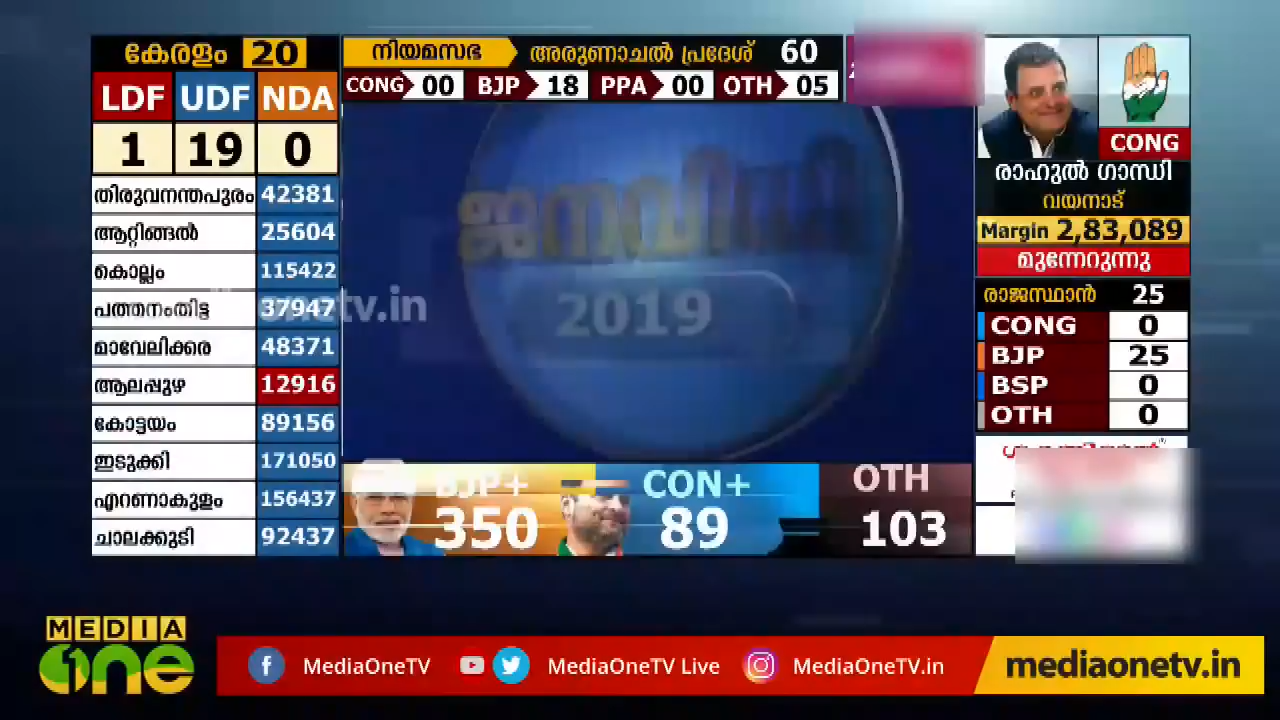 കേരളം 20
LDF UDF NDA
1 19 0
തിരുവനന്തപുരം 42381
ആറ്റിങ്ങൽ 25604
കൊല്ലം 115422
പത്തനംതിട്ട 37947
മാവേലിക്കര 48371
ആലപ്പുഴ 12916
കോട്ടയം 89156
ഇടുക്കി 171050
എറണാകുളം 156437
ചാലക്കുടി 92437
നിയമസഭ അരുണാചൽ പ്രദേശ് 60
CONG 00 BJP 18 PPA 00 OTH 05
ജനവിധി
2019
onetv.in
BJP+ CON+ OTH
350 89 103
CONG
രാഹുൽ ഗാന്ധി
വയനാട്
Margin 2,83,089
മുന്നേറുന്നു
രാജസ്ഥാൻ 25
CONG 0
BJP 25
BSP 0
OTH 0
MEDIA
one
MediaOneTV MediaOneTV Live MediaOneTV.in mediaonetv.in